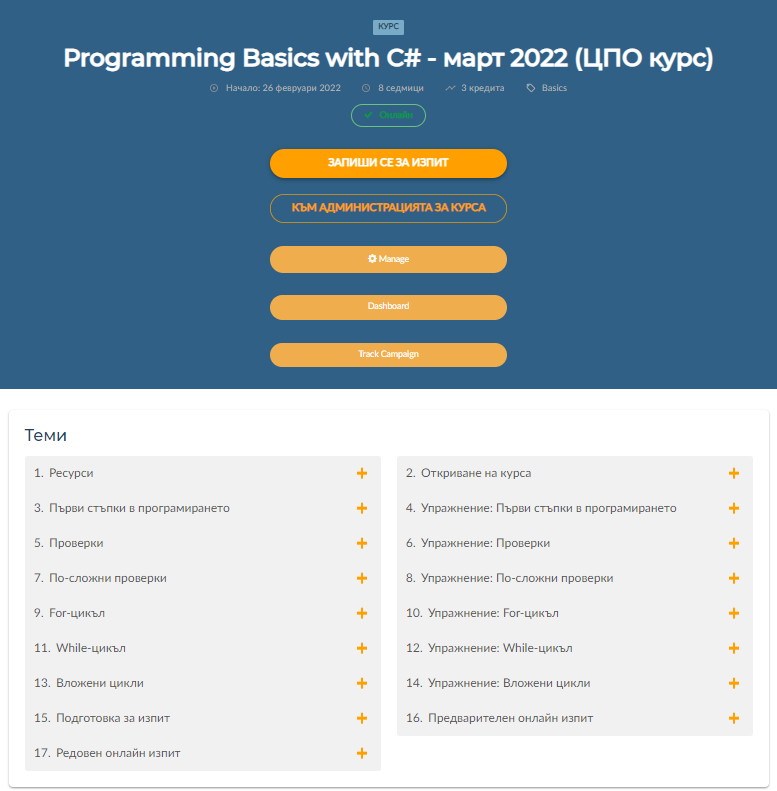 КУРС
Programming Basics with C# - март 2022 (ЦПО курс)
Начало: 26 февруари 2022 8 седмици 3 кредита Basics
Онлайн
ЗАПИШИ СЕ ЗА ИЗПИТ
КЪМ АДМИНИСТРАЦИЯТА ЗА КУРСА
Manage
Dashboard
Track Campaign
Теми
1. Ресурси
2. Откриване на курса
3. Първи стъпки в програмирането
4. Упражнение: Първи стъпки в програмирането
5. Проверки
6. Упражнение: Проверки
7. По-сложни проверки
8. Упражнение: По-сложни проверки
9. For-цикъл
10. Упражнение: For-цикъл
11. While-цикъл
12. Упражнение: While-цикъл
13. Вложени цикли
14. Упражнение: Вложени цикли
15. Подготовка за изпит
16. Предварителен онлайн изпит
17. Редовен онлайн изпит